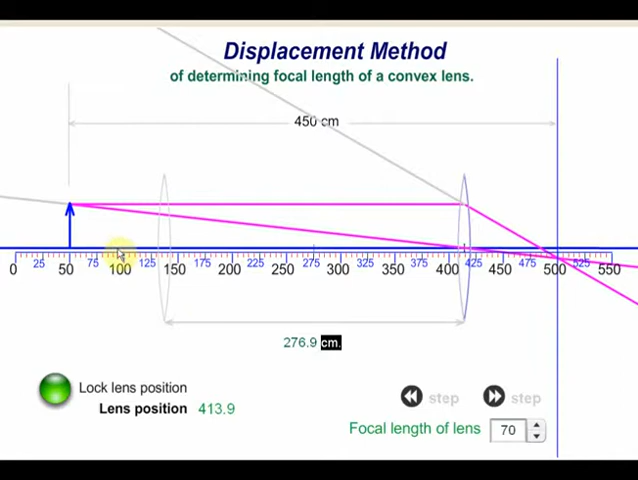 Displacement Method
of determining focal length of a convex lens.
450 cm
0 25 50 75 100 125 150 175 200 225 250 275 300 325 350 375 400 425 450 475 500 525 550
276.9 cm.
Lock lens position
Lens position 413.9
step step
Focal length of lens 70